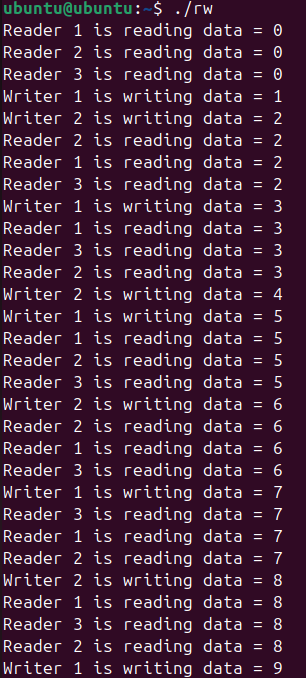 ubuntu@ubuntu:~$ ./rw
Reader 1 is reading data = 0
Reader 2 is reading data = 0
Reader 3 is reading data = 0
Writer 1 is writing data = 1
Writer 2 is writing data = 2
Reader 2 is reading data = 2
Reader 1 is reading data = 2
Reader 3 is reading data = 2
Writer 1 is writing data = 3
Reader 1 is reading data = 3
Reader 3 is reading data = 3
Reader 2 is reading data = 3
Writer 2 is writing data = 4
Writer 1 is writing data = 5
Reader 1 is reading data = 5
Reader 2 is reading data = 5
Reader 3 is reading data = 5
Writer 2 is writing data = 6
Reader 2 is reading data = 6
Reader 1 is reading data = 6
Reader 3 is reading data = 6
Writer 1 is writing data = 7
Reader 3 is reading data = 7
Reader 1 is reading data = 7
Reader 2 is reading data = 7
Writer 2 is writing data = 8
Reader 1 is reading data = 8
Reader 3 is reading data = 8
Reader 2 is reading data = 8
Writer 1 is writing data = 9